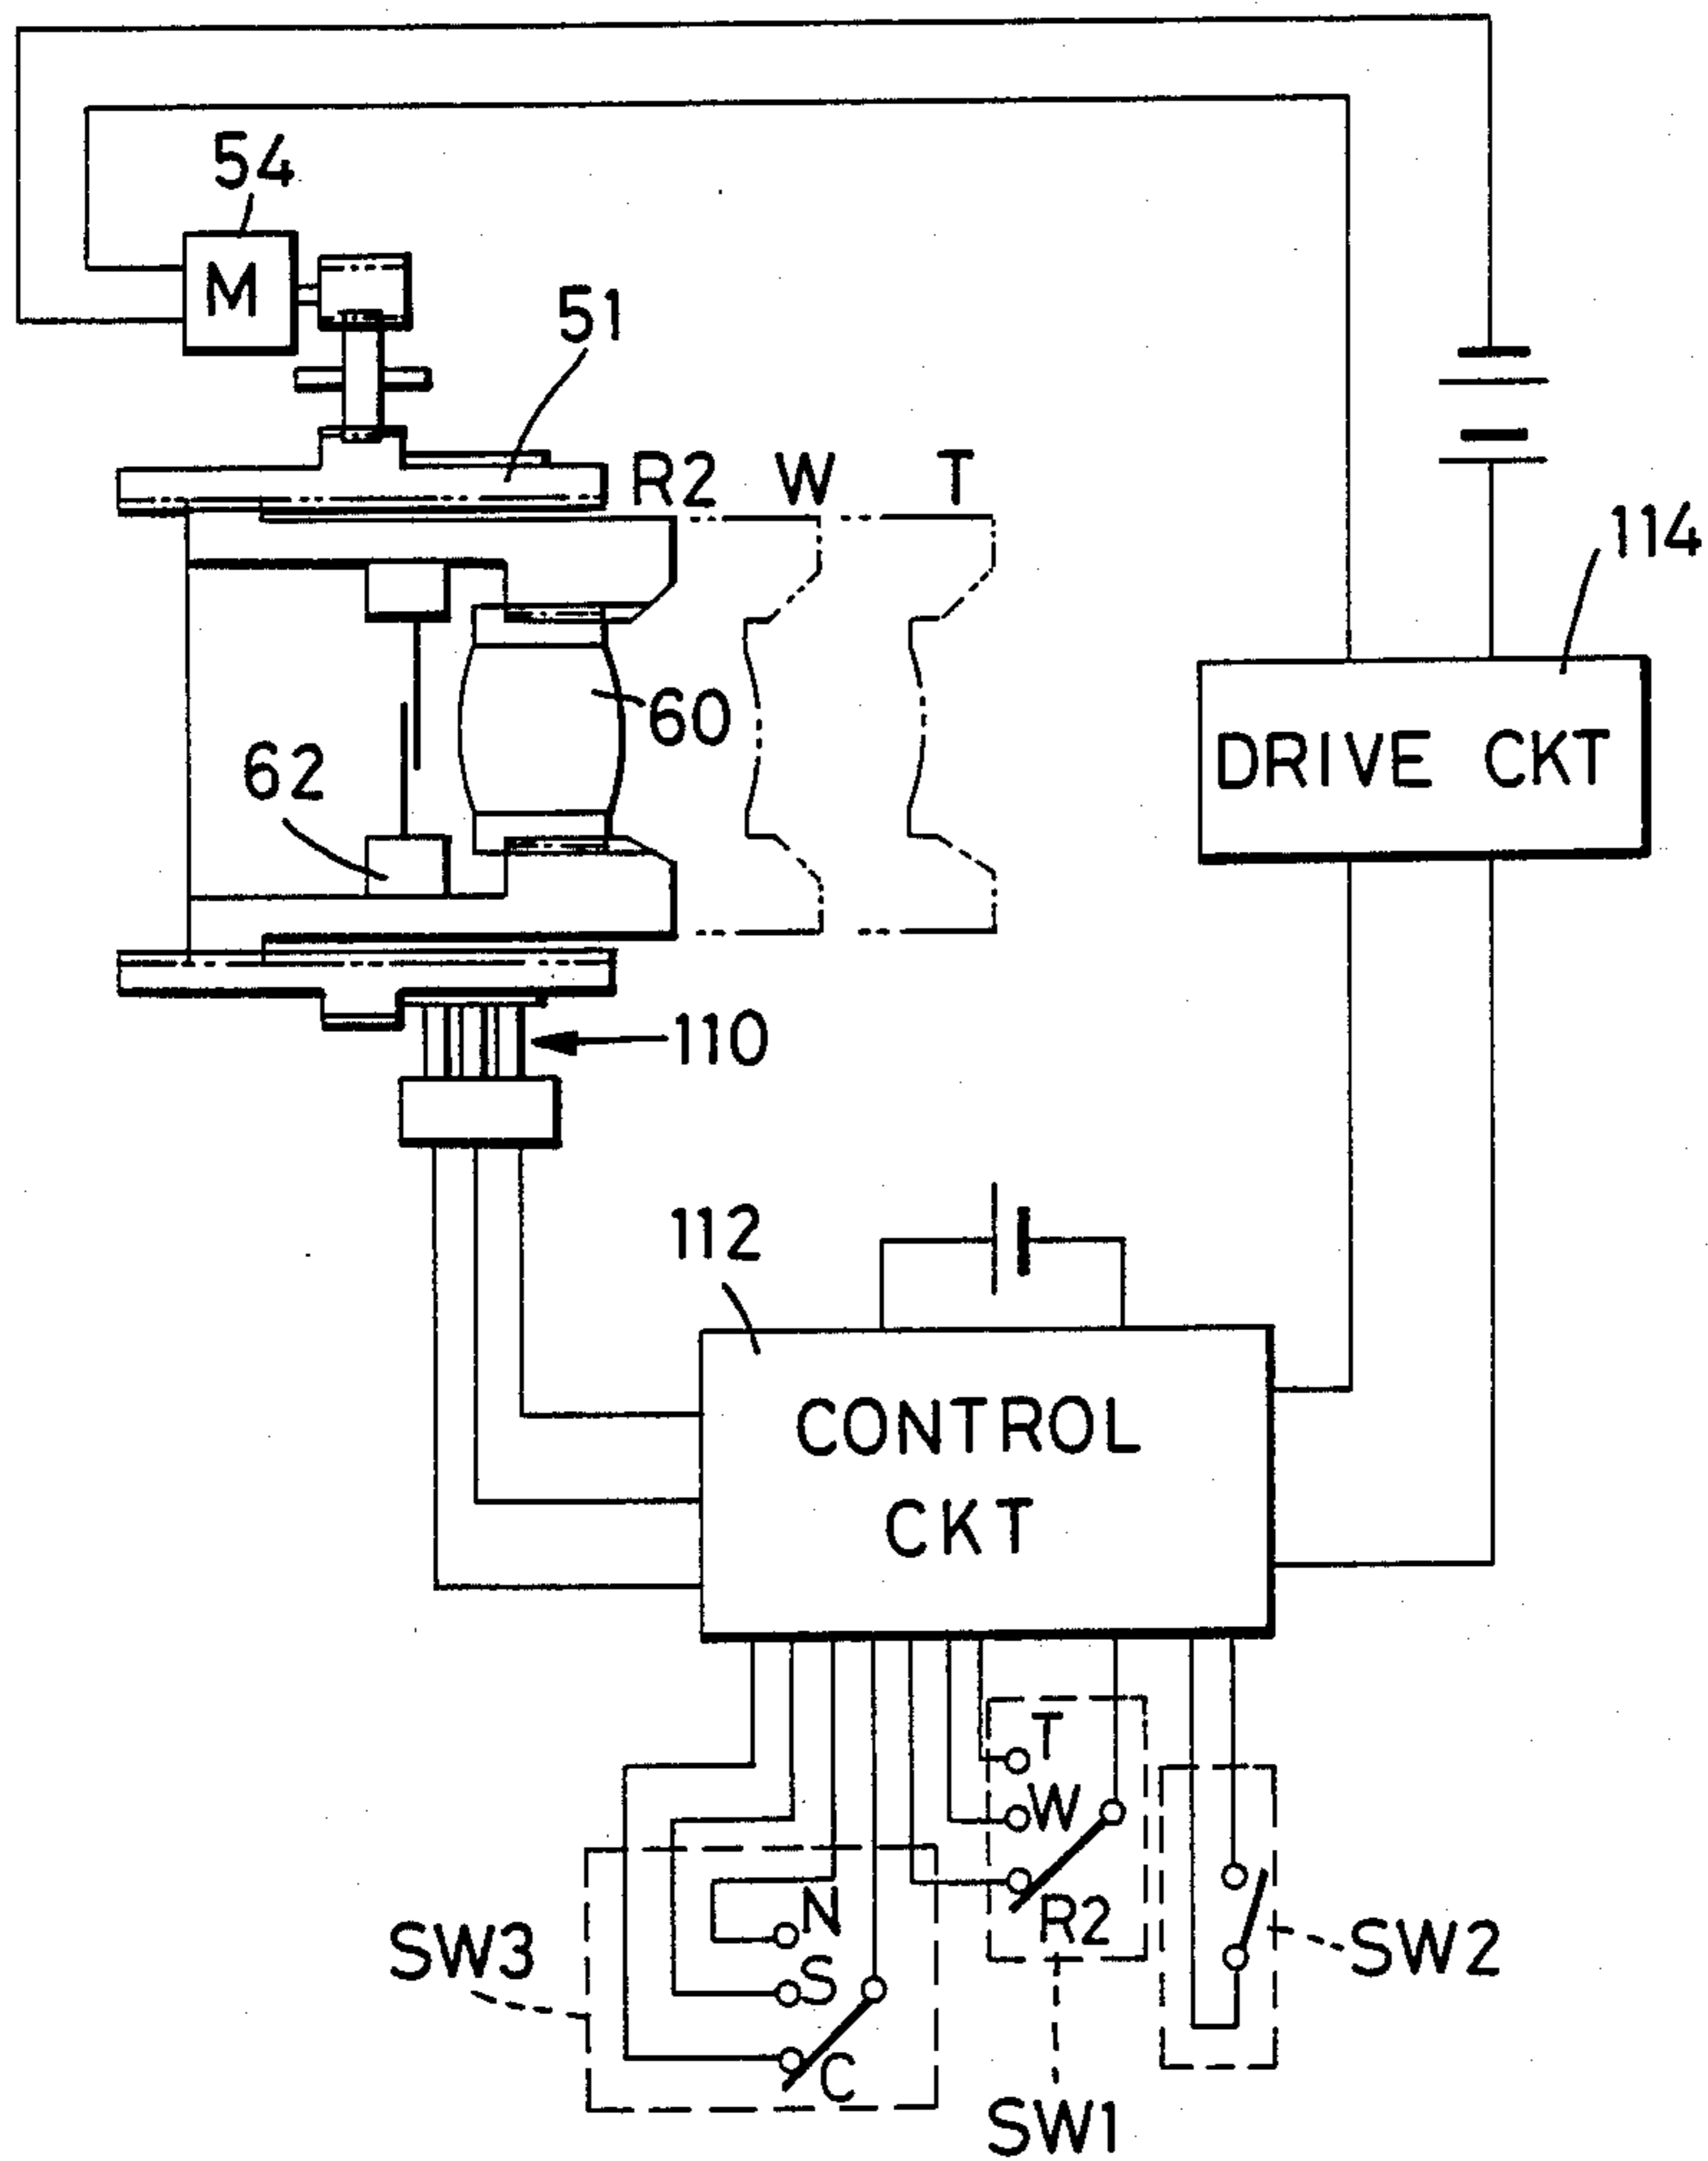 54
M
51
R2 W T
114
60
DRIVE CKT
62
110
112
CONTROL
CKT
T
W
R2
N
S
C
SW3
SW2
SW1